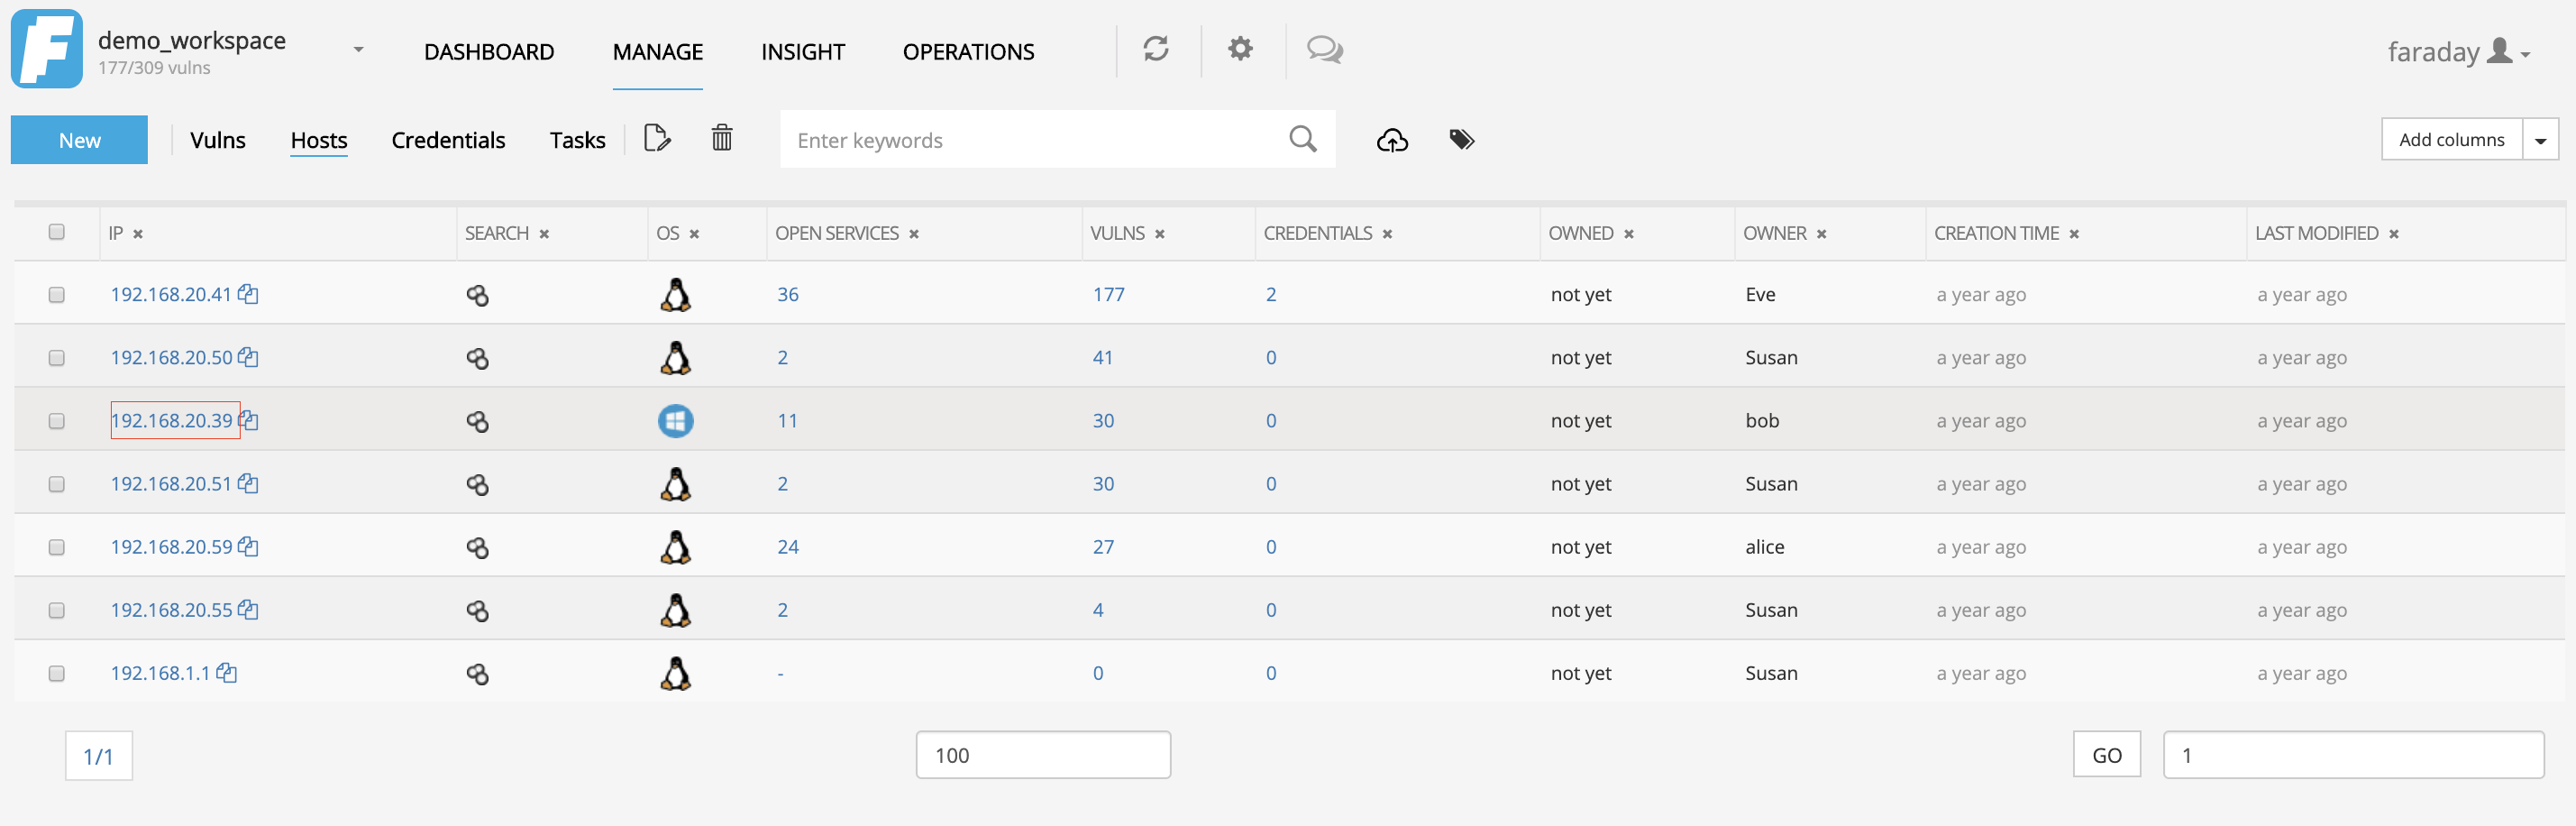 demo_workspace
177/309 vulns
DASHBOARD MANAGE INSIGHT OPERATIONS
faraday
New Vulns Hosts Credentials Tasks Enter keywords Add columns
IP SEARCH OS OPEN SERVICES VULNS CREDENTIALS OWNED OWNER CREATION TIME LAST MODIFIED
192.168.20.41 36 177 2 not yet Eve a year ago a year ago
192.168.20.50 2 41 0 not yet Susan a year ago a year ago
192.168.20.39 11 30 0 not yet bob a year ago a year ago
192.168.20.51 2 30 0 not yet Susan a year ago a year ago
192.168.20.59 24 27 0 not yet alice a year ago a year ago
192.168.20.55 2 4 0 not yet Susan a year ago a year ago
192.168.1.1 - 0 0 not yet Susan a year ago a year ago
1/1 100 GO 1